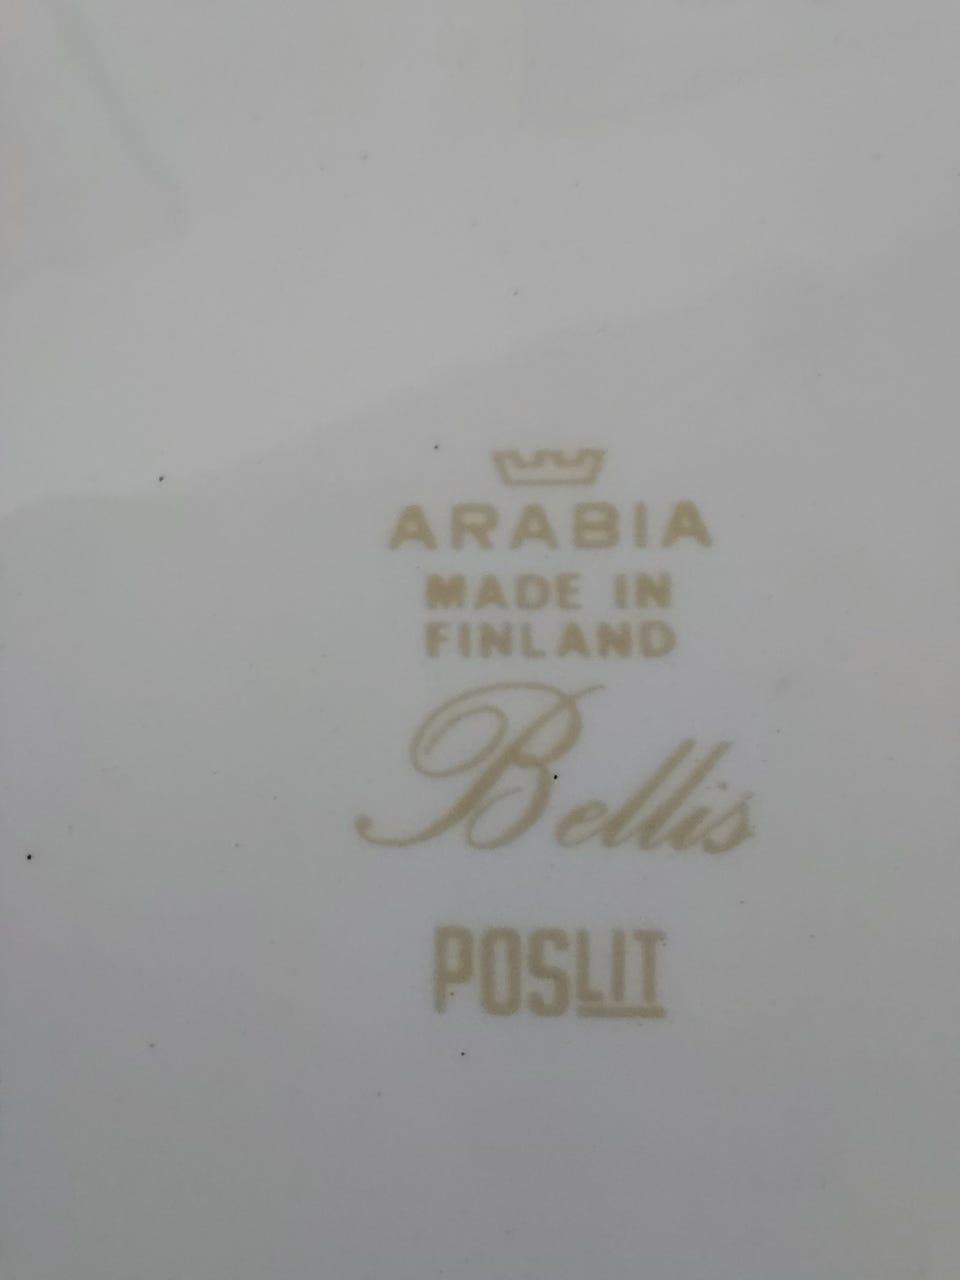 ARABIA
MADE IN
FINLAND
Bellis
POSLIT